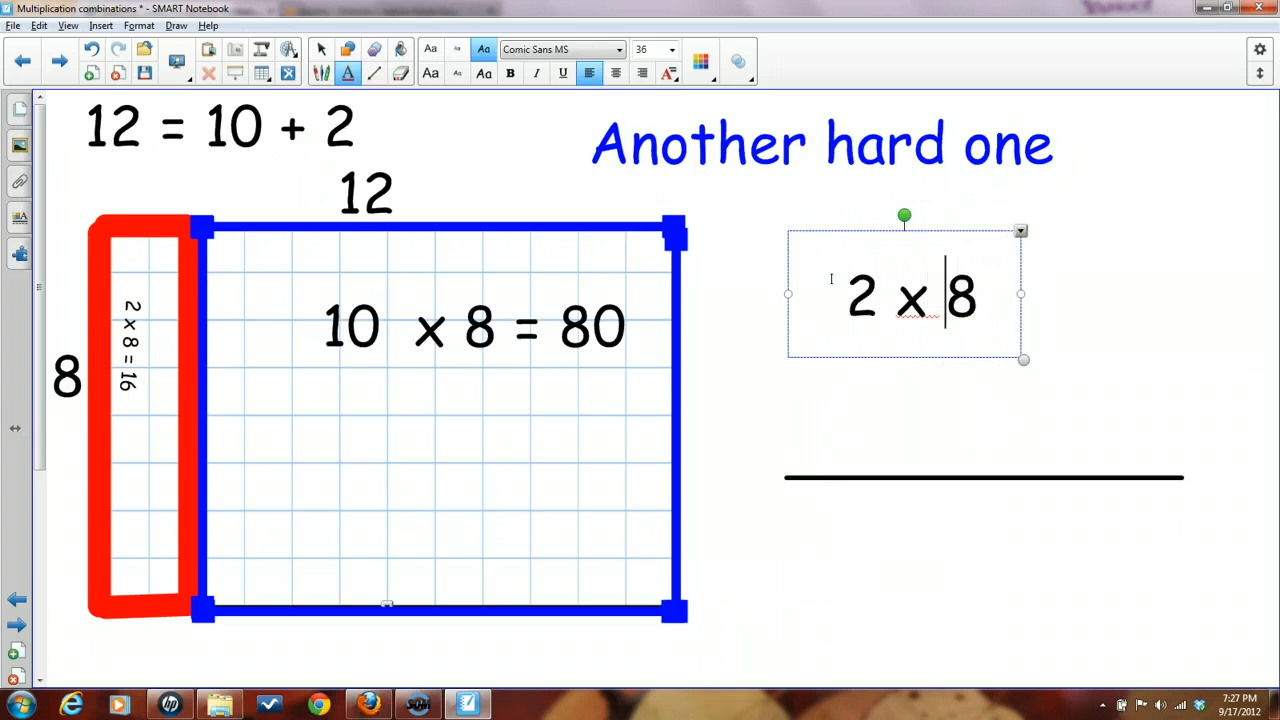 Multiplication combinations * - SMART Notebook
File Edit View Insert Format Draw Help
Comic Sans MS 36
12 = 10 + 2
Another hard one
12
2 x 8
10 x 8 = 80
2 x 8 = 16
8
7:27 PM
9/17/2012